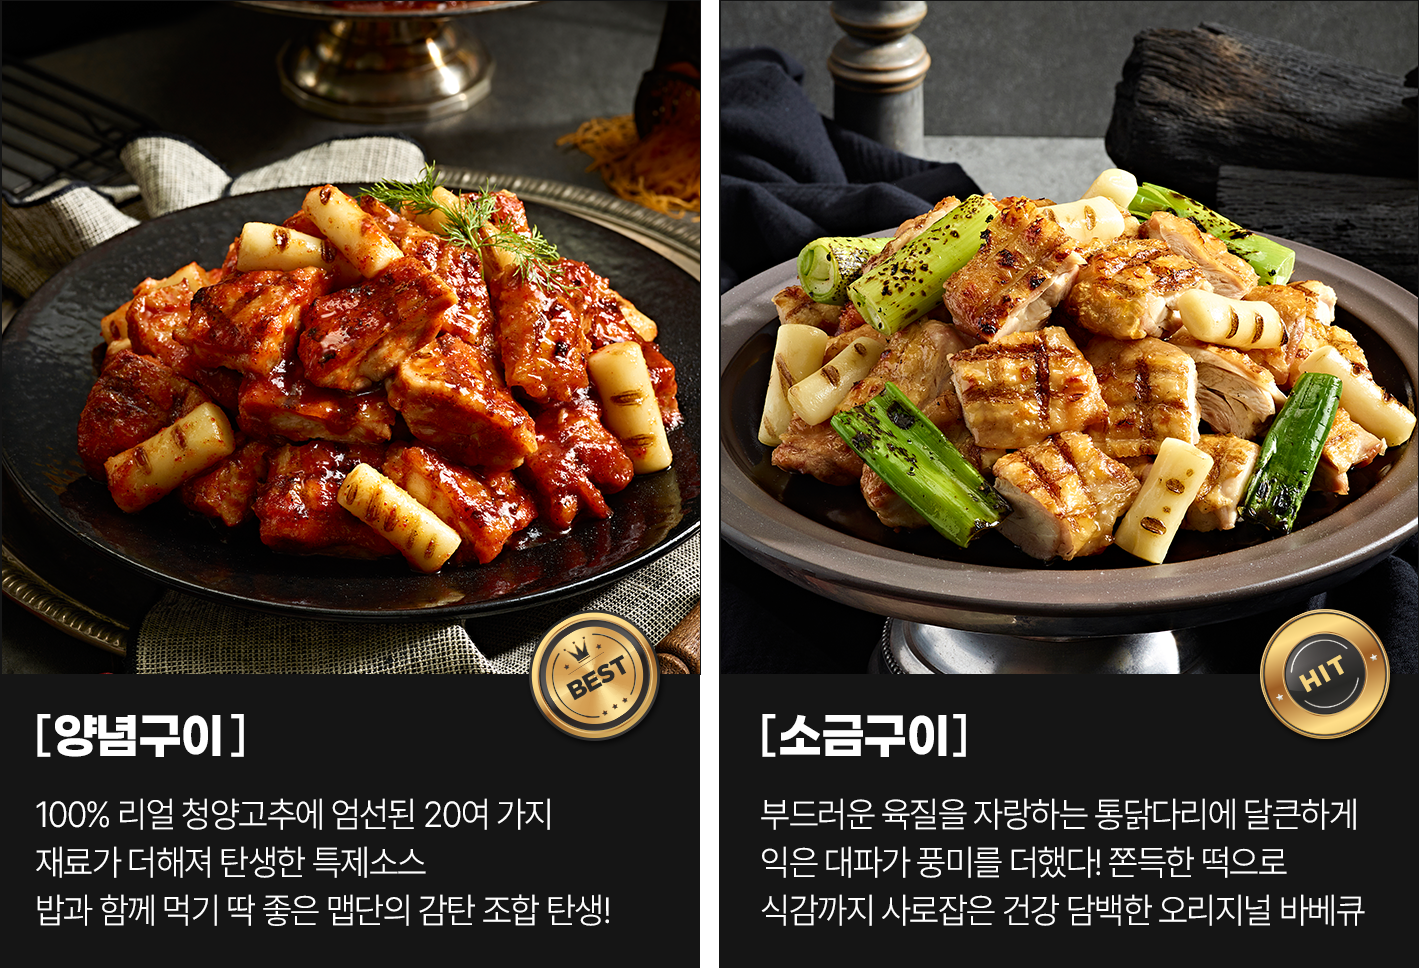 BEST
[양념구이]
100% 리얼 청양고추에 엄선된 20여 가지
재료가 더해져 탄생한 특제소스
밥과 함께 먹기 딱 좋은 맵단의 감탄 조합 탄생!
HIT
[소금구이]
부드러운 육질을 자랑하는 통닭다리에 달큰하게
익은 대파가 풍미를 더했다! 쫀득한 떡으로
식감까지 사로잡은 건강 담백한 오리지널 바베큐